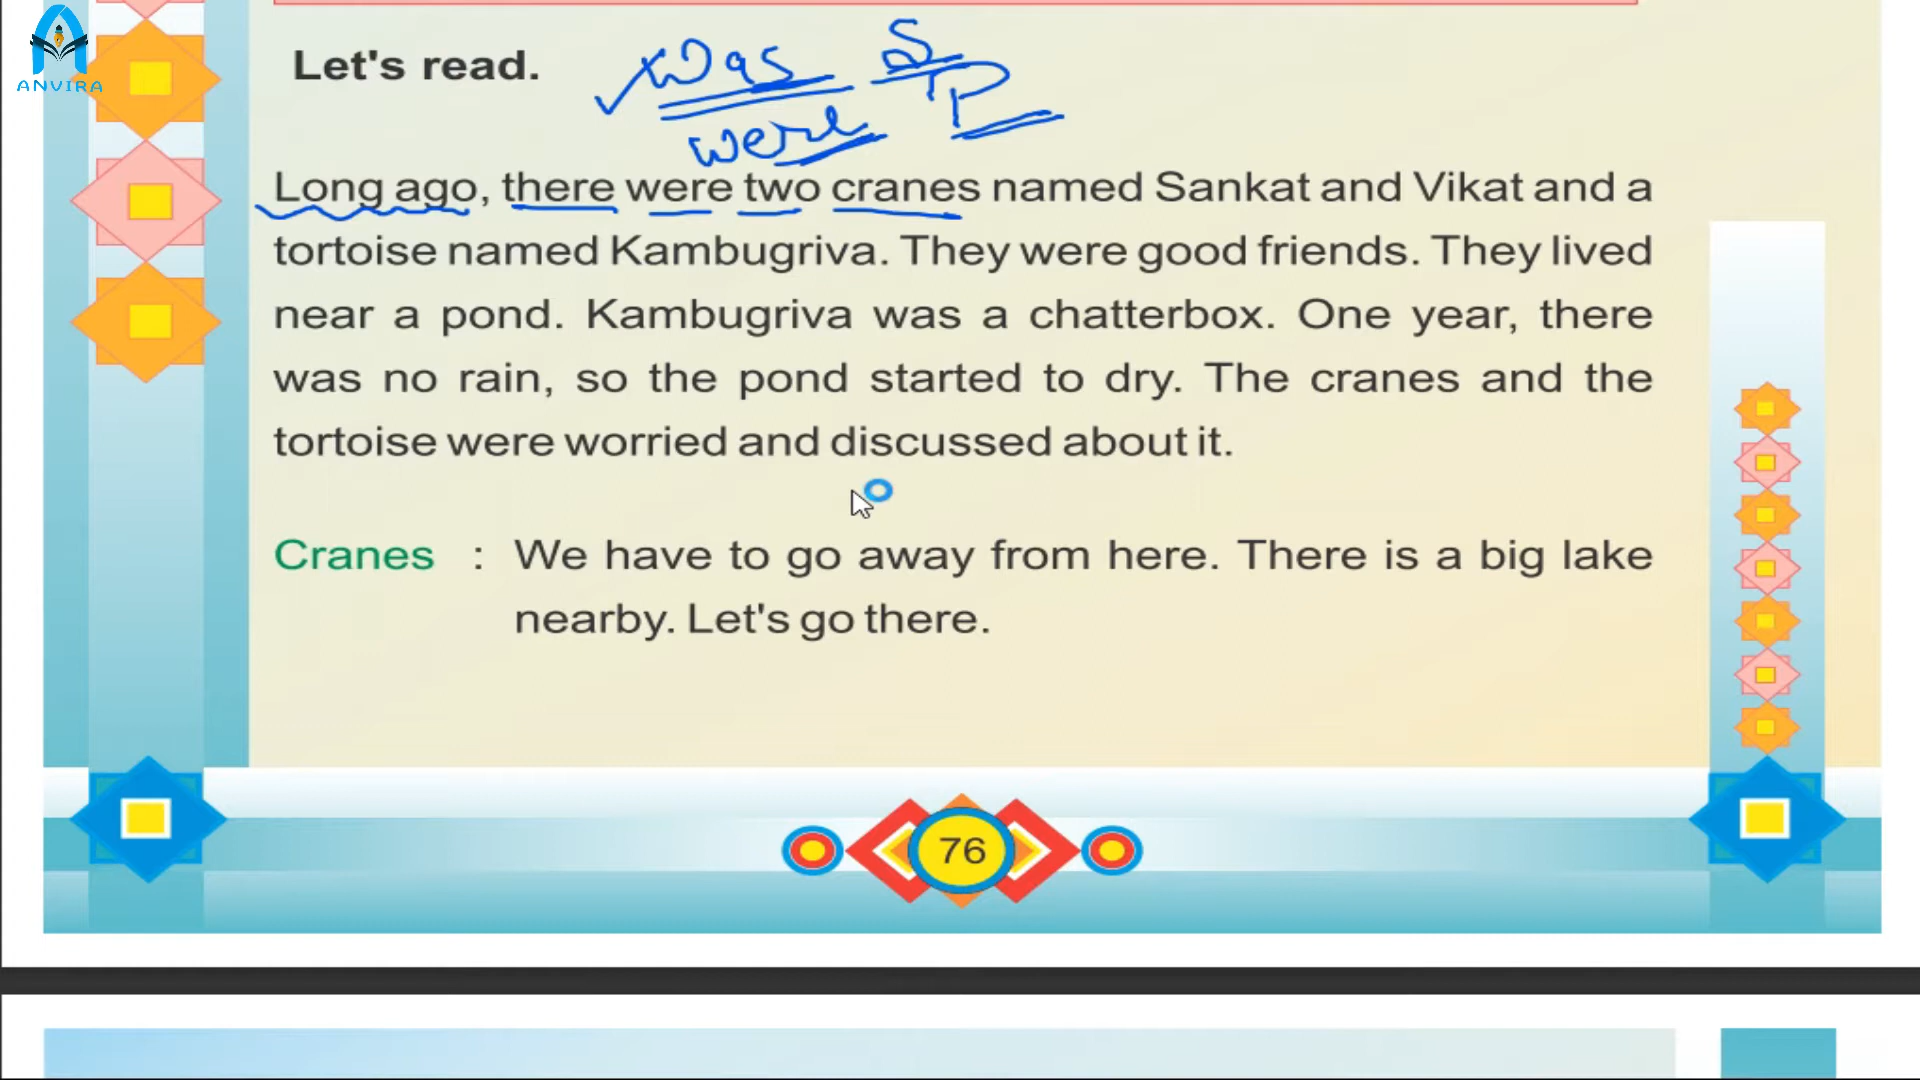 ANVIRA
Let's read.
was S
were P
Long ago, there were two cranes named Sankat and Vikat and a
tortoise named Kambugriva. They were good friends. They lived
near a pond. Kambugriva was a chatterbox. One year, there
was no rain, so the pond started to dry. The cranes and the
tortoise were worried and discussed about it.
Cranes : We have to go away from here. There is a big lake
nearby. Let's go there.
76